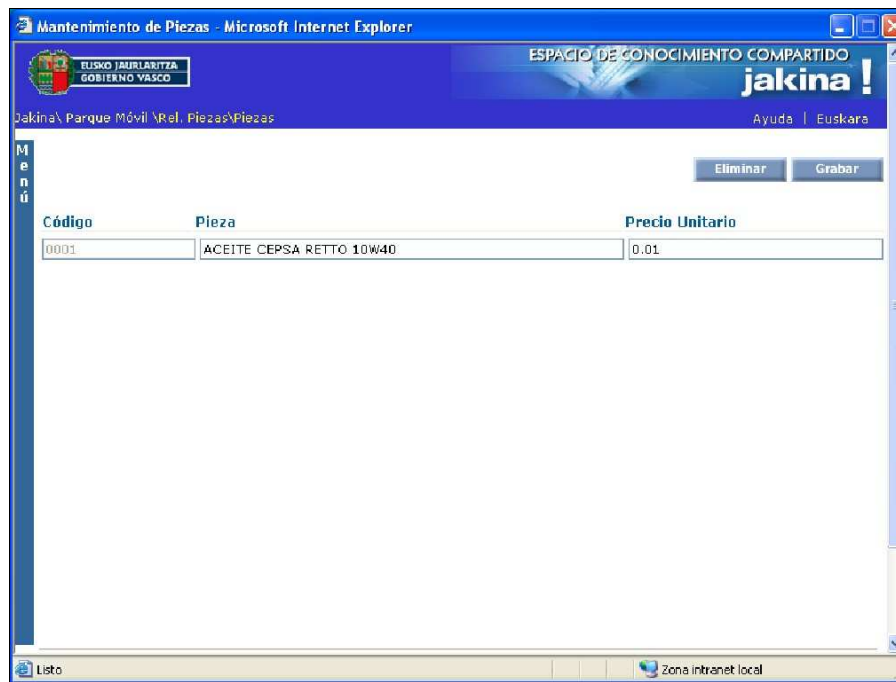 Mantenimiento de Piezas - Microsoft Internet Explorer
EUSKO JAURLARITZA
GOBIERNO VASCO
ESPACIO DE CONOCIMIENTO COMPARTIDO
jakina!
Jakina\ Parque Móvil \Rel. Piezas\Piezas
Ayuda | Euskara
Menú
Eliminar Grabar
Código Pieza Precio Unitario
0001 ACEITE CEPSA RETTO 10W40 0.01
Listo Zona intranet local